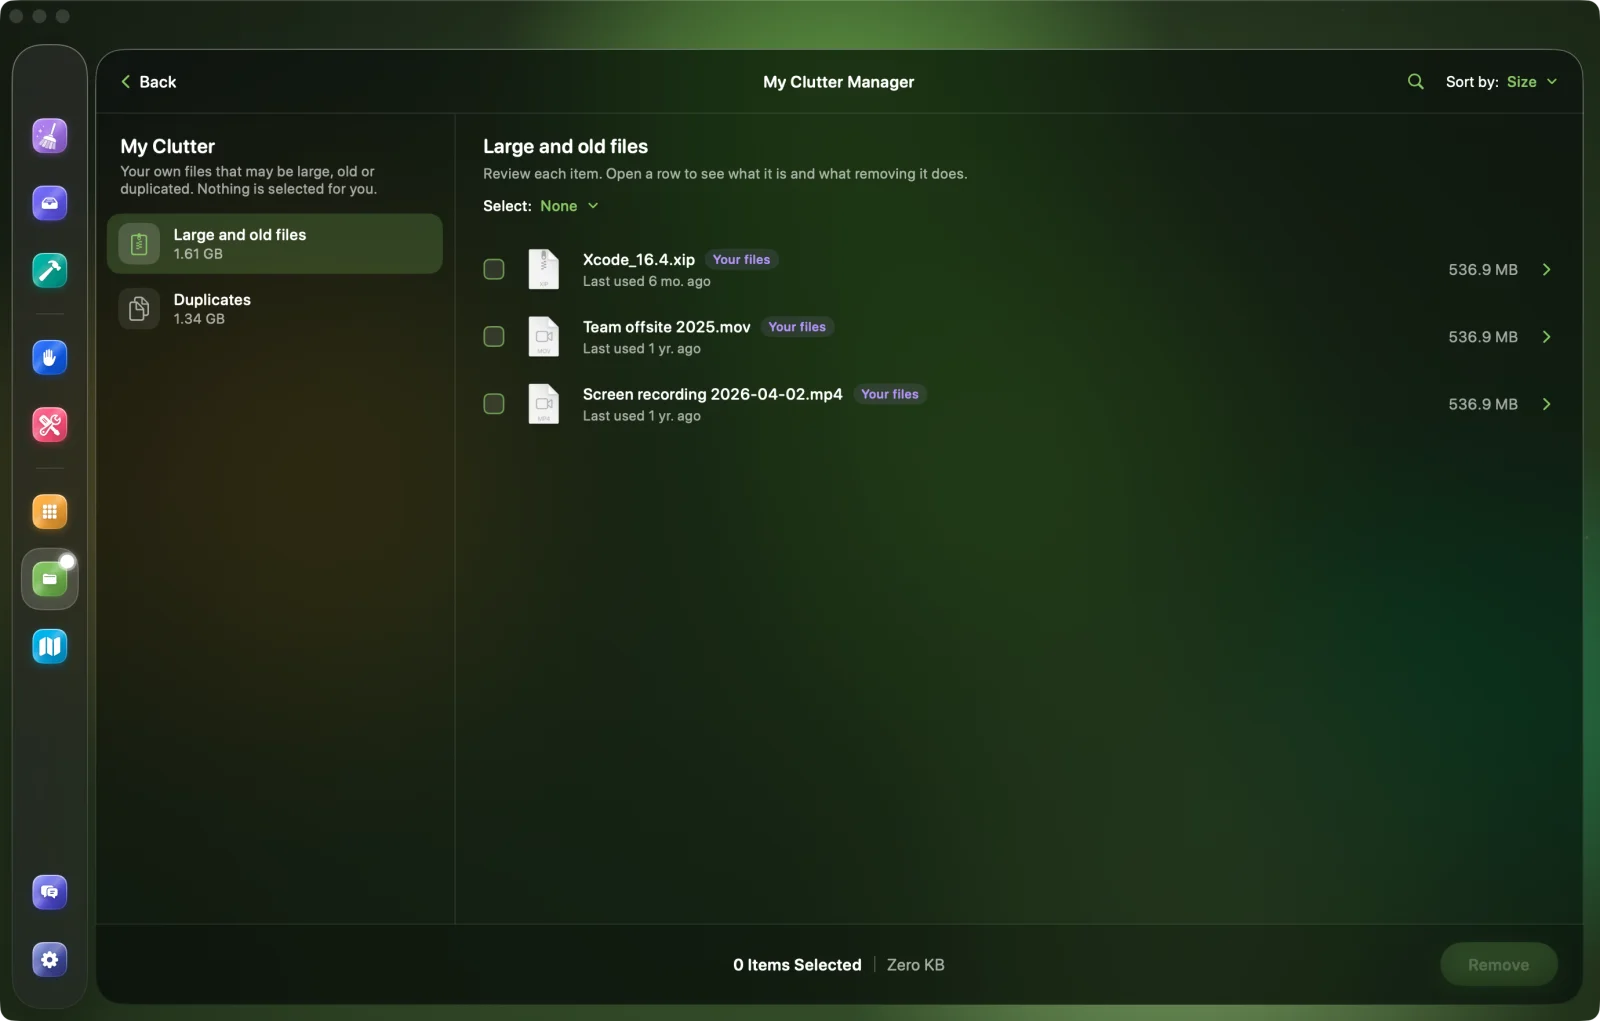 Back
My Clutter Manager
Sort by: Size
My Clutter
Your own files that may be large, old or
duplicated. Nothing is selected for you.
Large and old files
1.61 GB
Duplicates
1.34 GB
Large and old files
Review each item. Open a row to see what it is and what removing it does.
Select: None
Xcode_16.4.xip Your files
Last used 6 mo. ago
XIP
536.9 MB
Team offsite 2025.mov Your files
Last used 1 yr. ago
MOV
536.9 MB
Screen recording 2026-04-02.mp4 Your files
Last used 1 yr. ago
MP4
536.9 MB
0 Items Selected
Zero KB
Remove